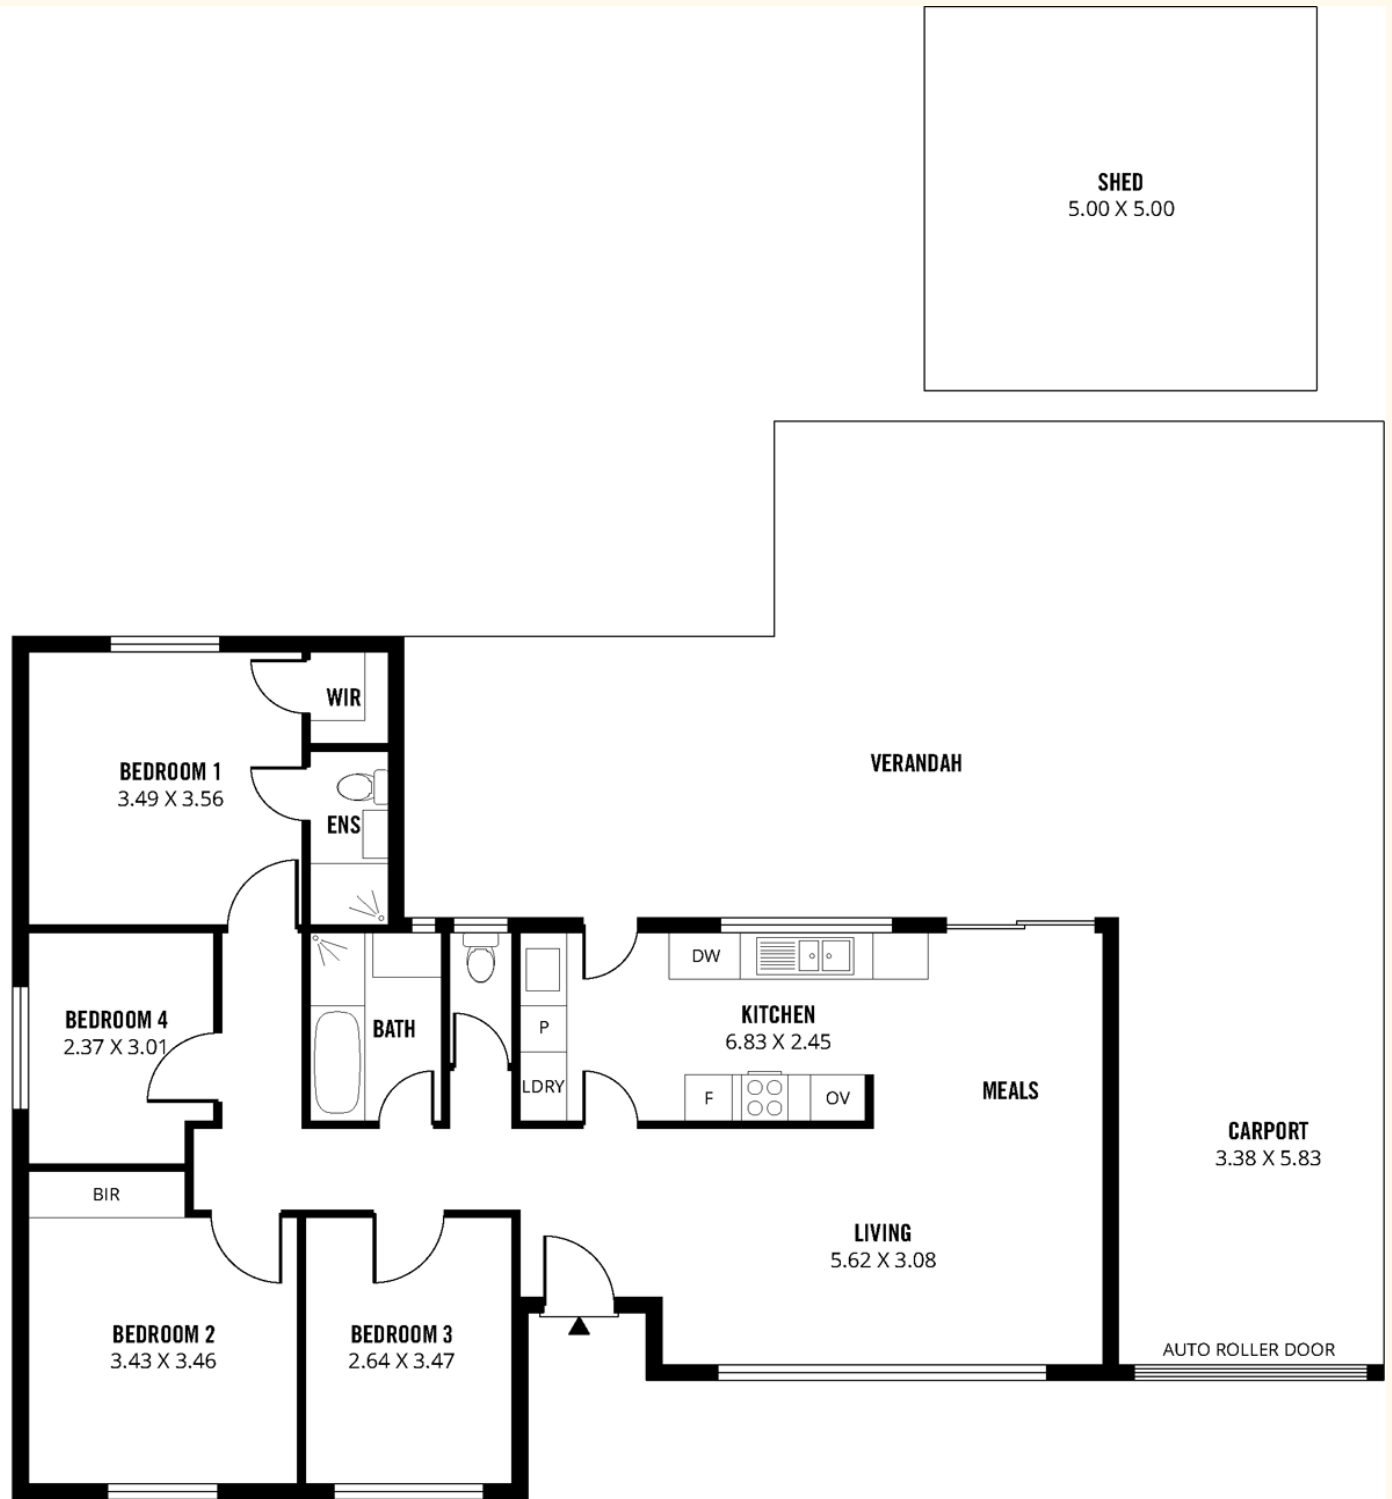 SHED
5.00 X 5.00
WIR
BEDROOM 1
3.49 X 3.56
ENS
VERANDAH
DW
BEDROOM 4
2.37 X 3.01
BATH
P
KITCHEN
6.83 X 2.45
LDRY
F
OV
MEALS
CARPORT
3.38 X 5.83
BIR
LIVING
5.62 X 3.08
BEDROOM 2
3.43 X 3.46
BEDROOM 3
2.64 X 3.47
AUTO ROLLER DOOR